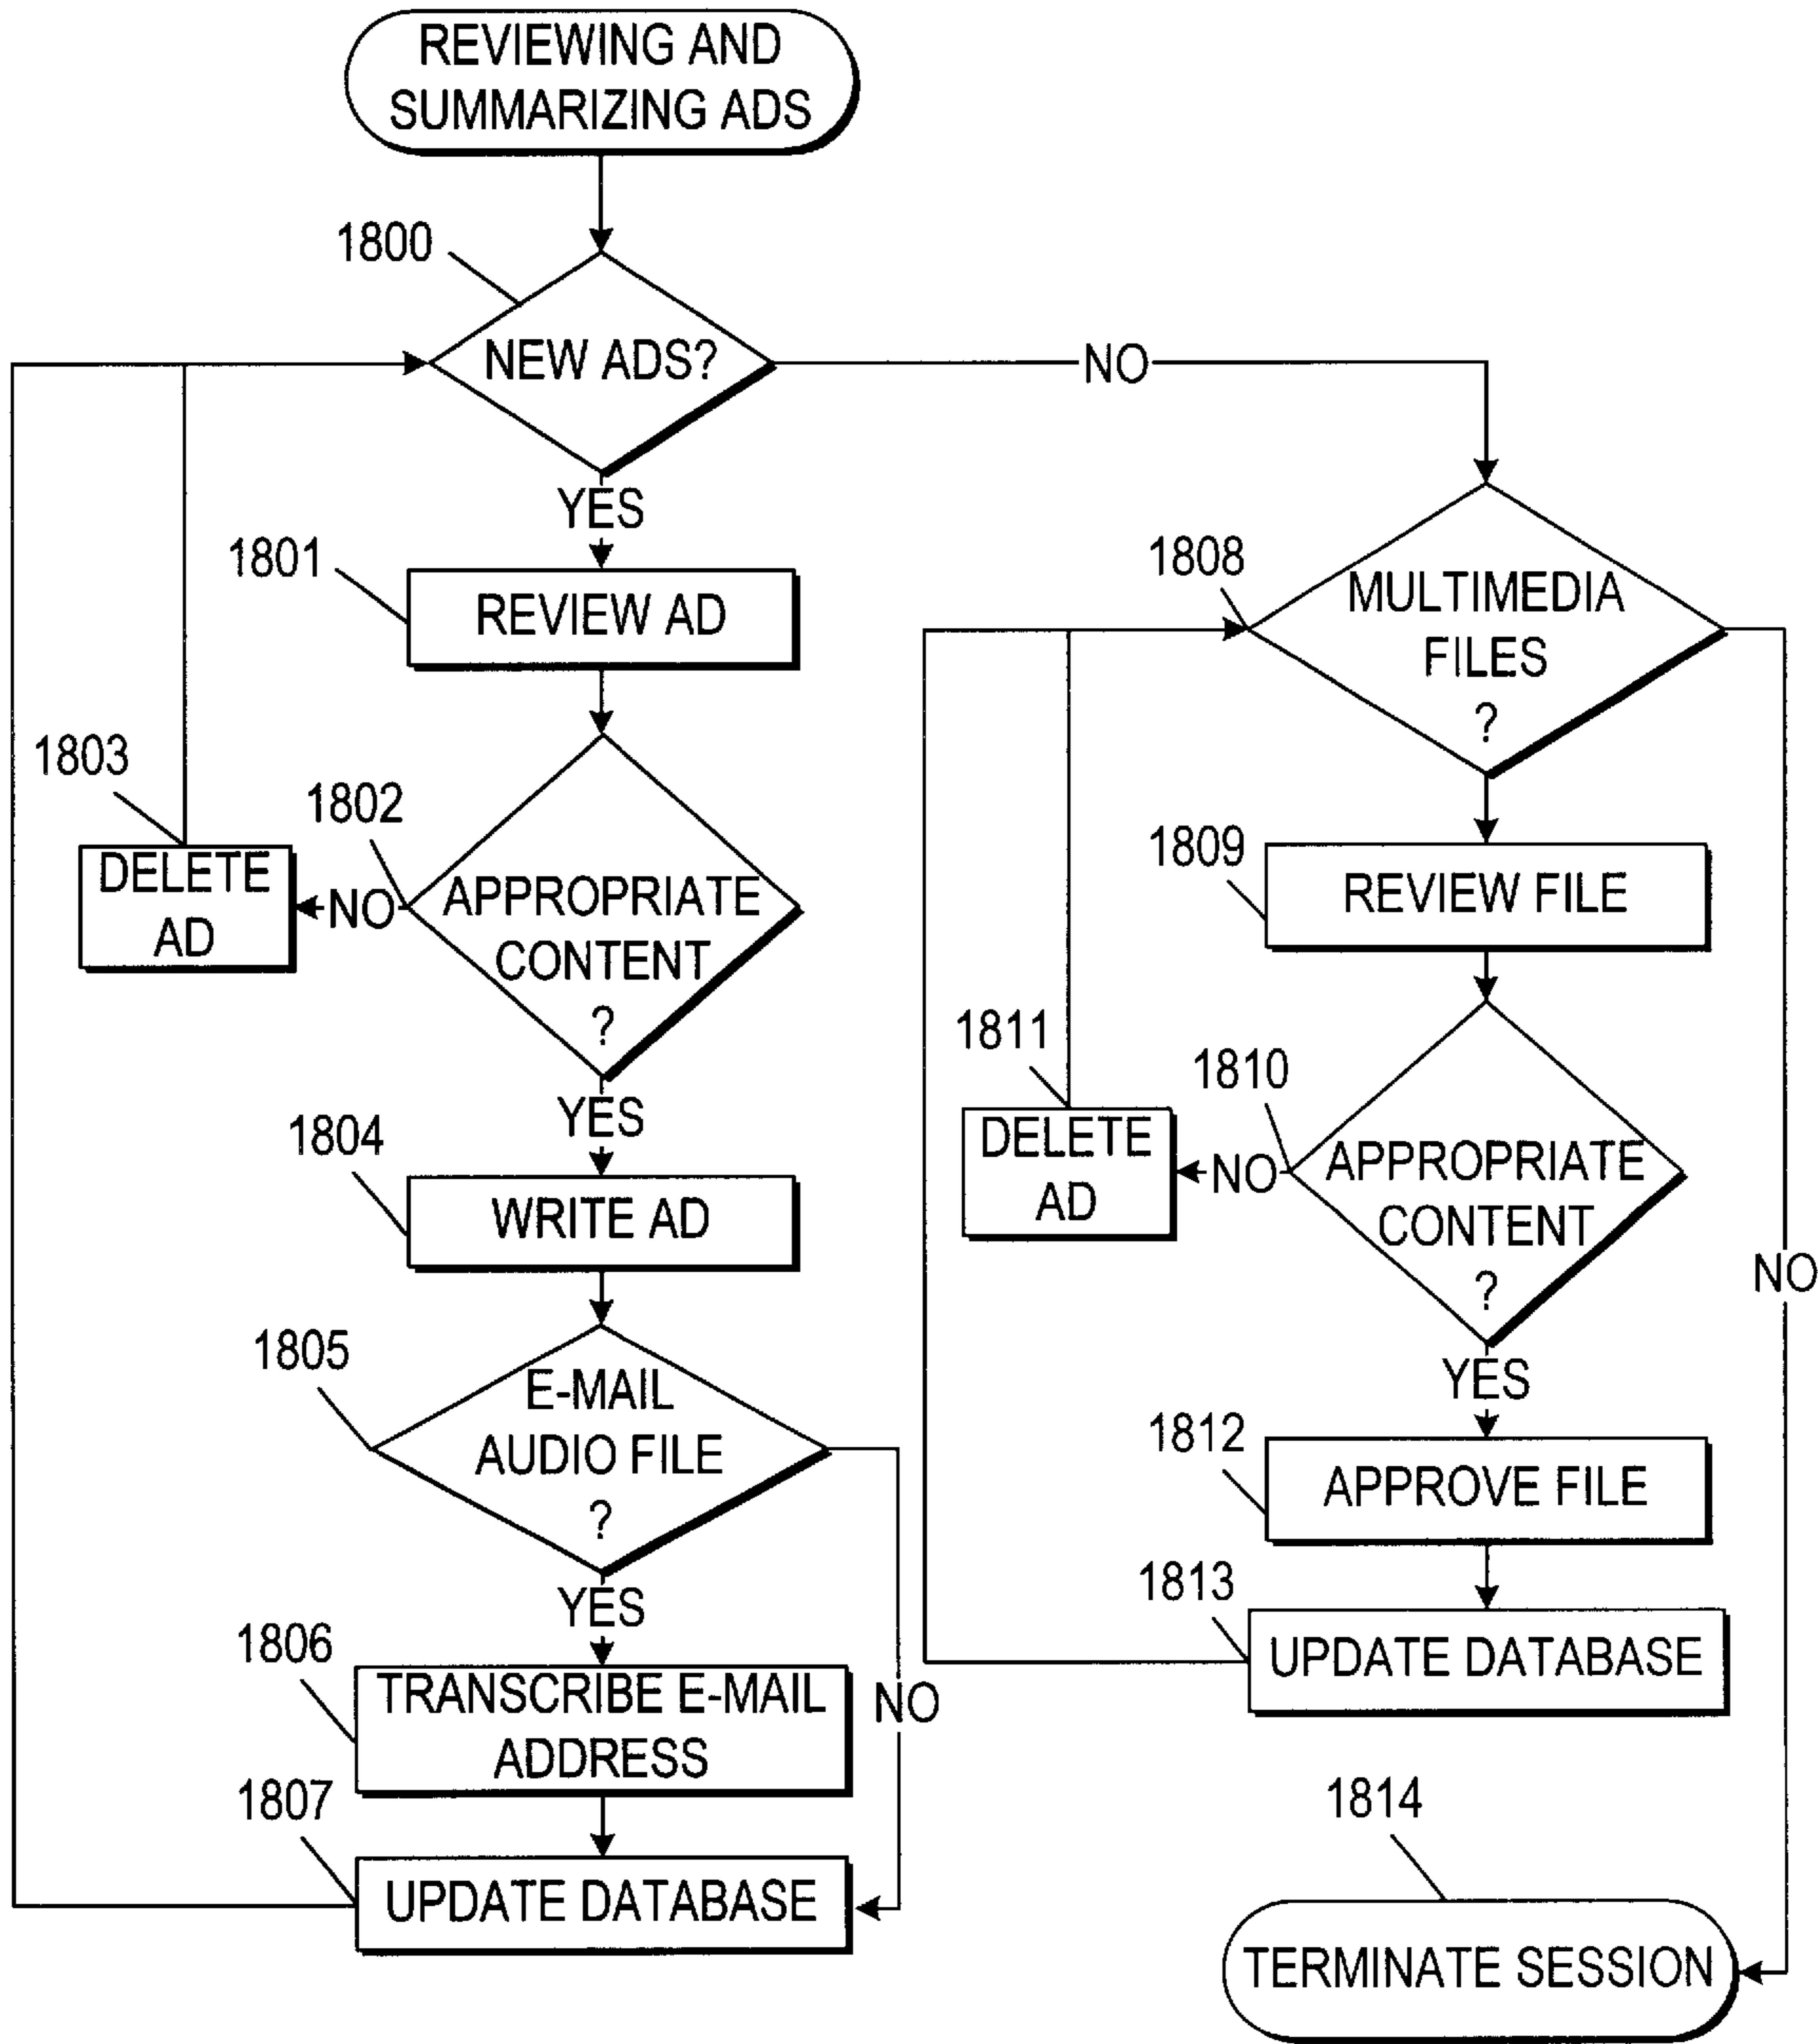 REVIEWING AND
SUMMARIZING ADS
1800
NEW ADS?
NO
YES
1801
REVIEW AD
1802
APPROPRIATE
CONTENT
?
NO
1803
DELETE
AD
YES
1804
WRITE AD
1805
E-MAIL
AUDIO FILE
?
YES
NO
1806
TRANSCRIBE E-MAIL
ADDRESS
1807
UPDATE DATABASE
1808
MULTIMEDIA
FILES
?
NO
1809
REVIEW FILE
1810
APPROPRIATE
CONTENT
?
NO
1811
DELETE
AD
YES
1812
APPROVE FILE
1813
UPDATE DATABASE
1814
TERMINATE SESSION